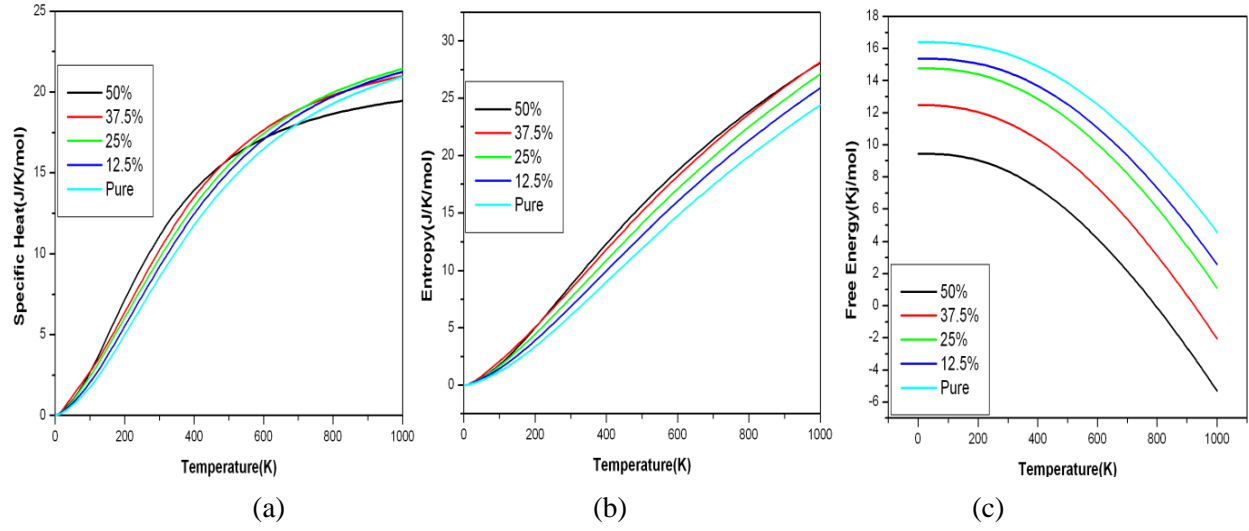 25
20
15
10
5
0
Specific Heat(J/K/mol)
50%
37.5%
25%
12.5%
Pure
0 200 400 600 800 1000
Temperature(K)
(a)
30
25
20
15
10
5
0
Entropy(J/K/mol)
50%
37.5%
25%
12.5%
Pure
0 200 400 600 800 1000
Temperature(K)
(b)
18
16
14
12
10
8
6
4
2
0
-2
-4
-6
Free Energy(Kj/mol)
50%
37.5%
25%
12.5%
Pure
0 200 400 600 800 1000
Temperature(K)
(c)